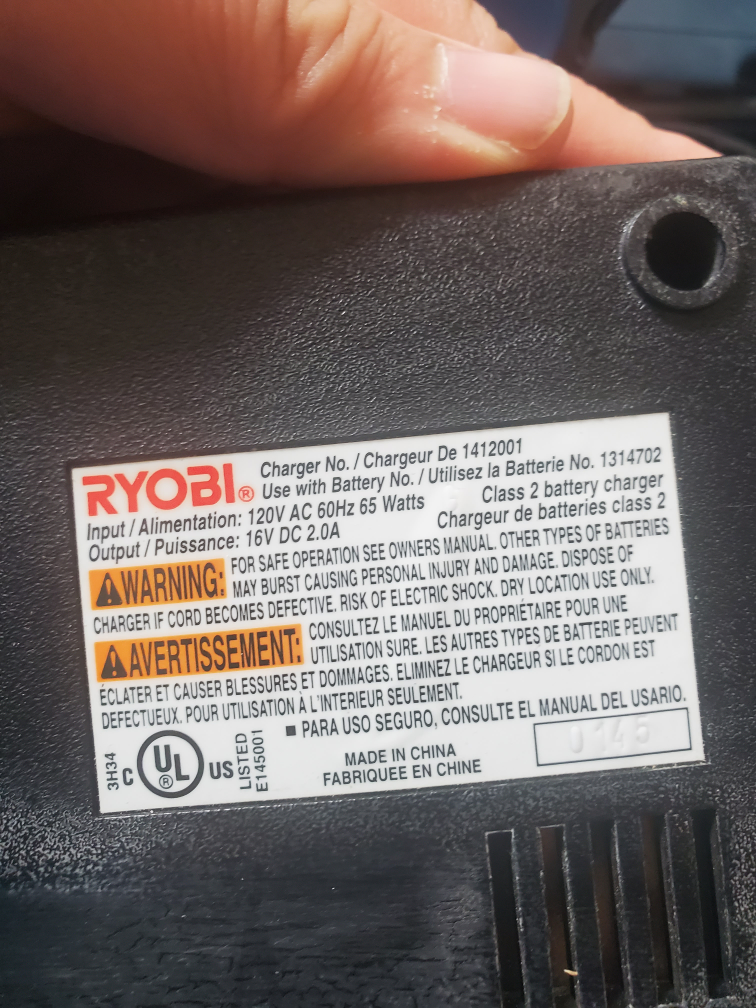 RYOBI®
Charger No. / Chargeur De 1412001
Use with Battery No. / Utilisez la Batterie No. 1314702
Input / Alimentation: 120V AC 60Hz 65 Watts
Class 2 battery charger
Output / Puissance: 16V DC 2.0A
Chargeur de batteries class 2
WARNING: FOR SAFE OPERATION SEE OWNERS MANUAL. OTHER TYPES OF BATTERIES
MAY BURST CAUSING PERSONAL INJURY AND DAMAGE. DISPOSE OF
CHARGER IF CORD BECOMES DEFECTIVE. RISK OF ELECTRIC SHOCK. DRY LOCATION USE ONLY.
AVERTISSEMENT: CONSULTEZ LE MANUEL DU PROPRIÉTAIRE POUR UNE
UTILISATION SURE. LES AUTRES TYPES DE BATTERIE PEUVENT
ÉCLATER ET CAUSER BLESSURES ET DOMMAGES. ELIMINEZ LE CHARGEUR SI LE CORDON EST
DEFECTUEUX. POUR UTILISATION À L'INTERIEUR SEULEMENT.
■ PARA USO SEGURO, CONSULTE EL MANUAL DEL USARIO.
3H34
C UL® US
LISTED
E145001
MADE IN CHINA
FABRIQUEE EN CHINE
0145